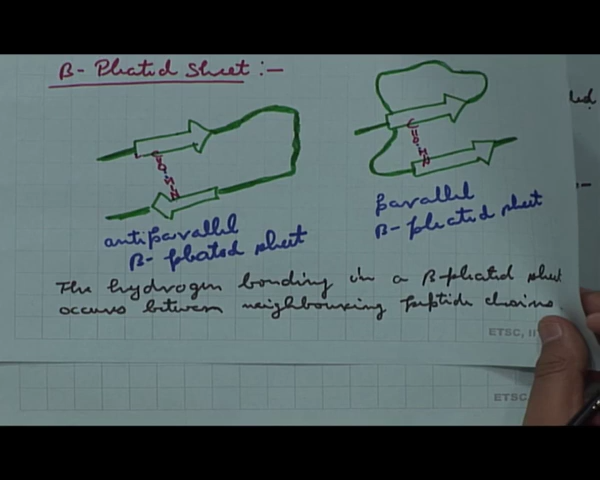 β- Pleated Sheet :-
C
O
H
N
C
O
H
N
antiparallel
β- pleated sheet
parallel
β- pleated sheet
The hydrogen bonding in a β-pleated sheet
occurs between neighbouring peptide chains.
ETSC, II
ETSC,